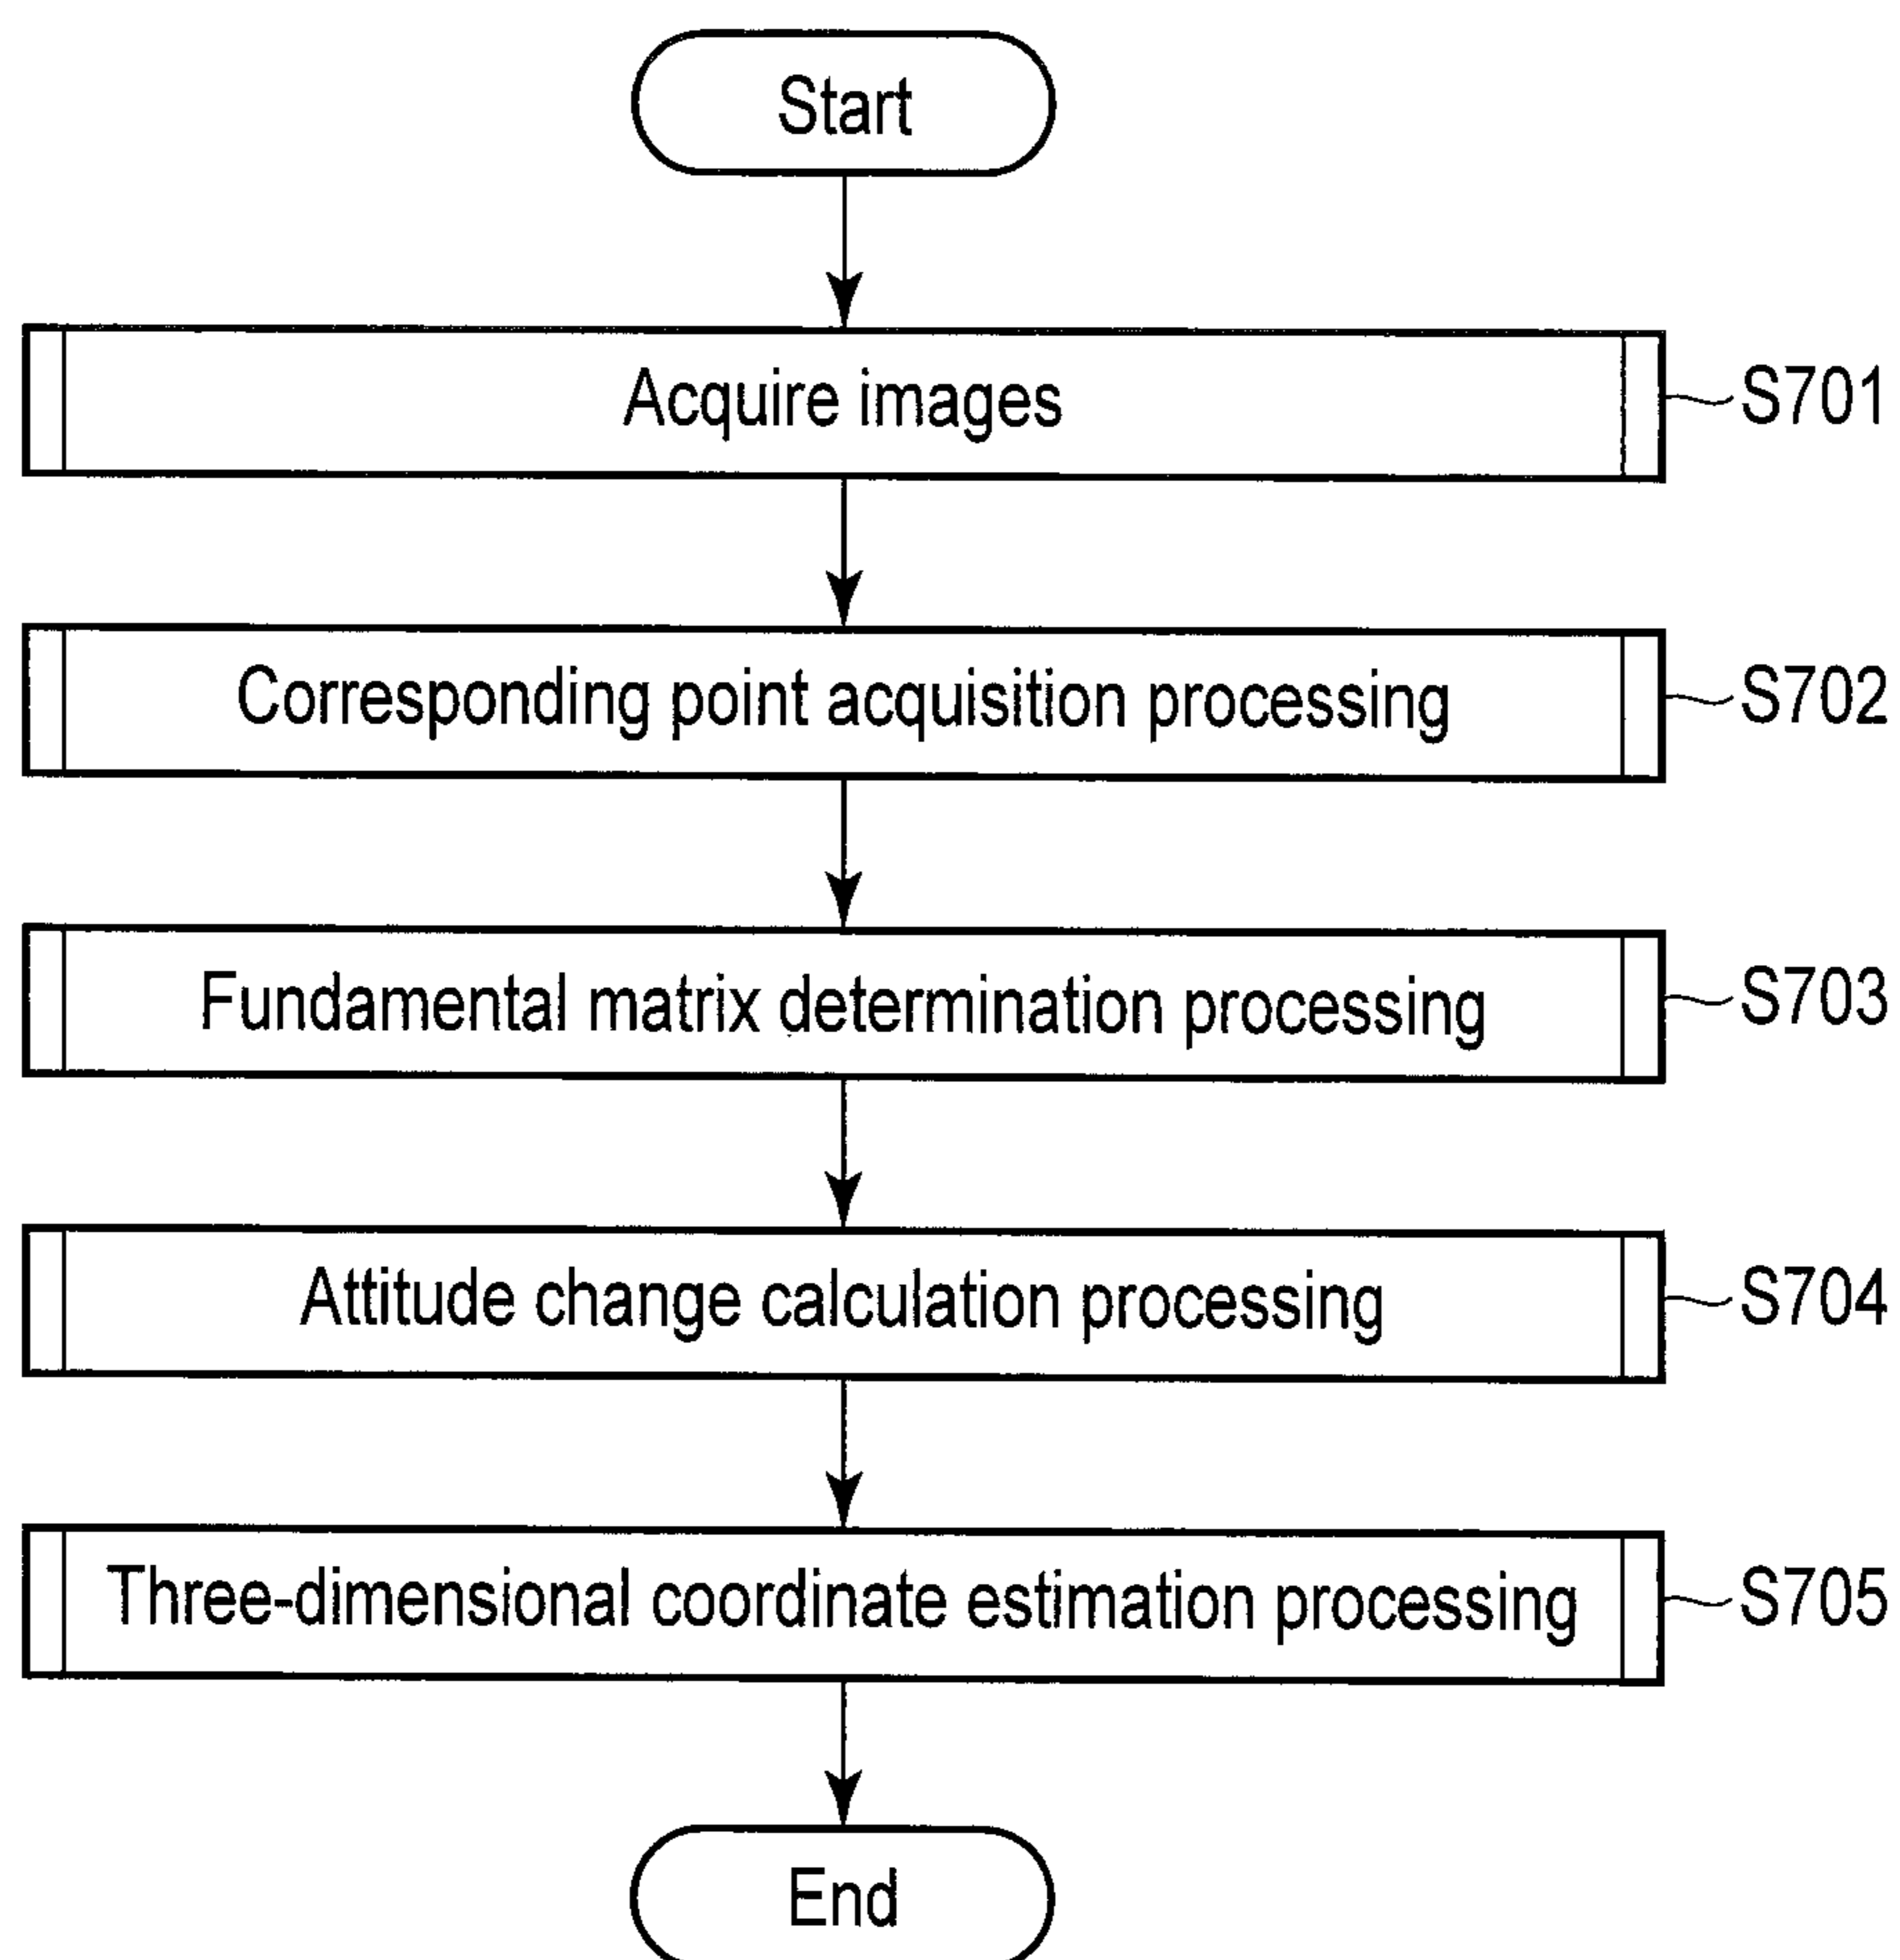 Start
Acquire images
S701
Corresponding point acquisition processing
S702
Fundamental matrix determination processing
S703
Attitude change calculation processing
S704
Three-dimensional coordinate estimation processing
S705
End